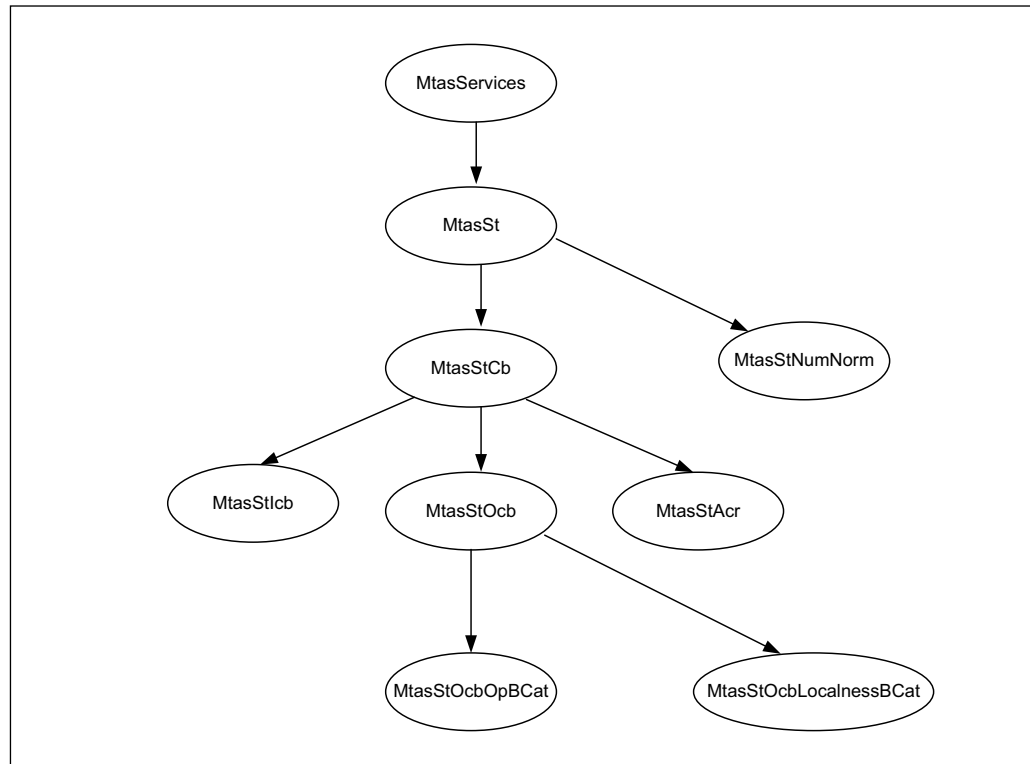 MtasServices
MtasSt
MtasStCb
MtasStNumNorm
MtasStIcb
MtasStOcb
MtasStAcr
MtasStOcbOpBCat
MtasStOcbLocalnessBCat